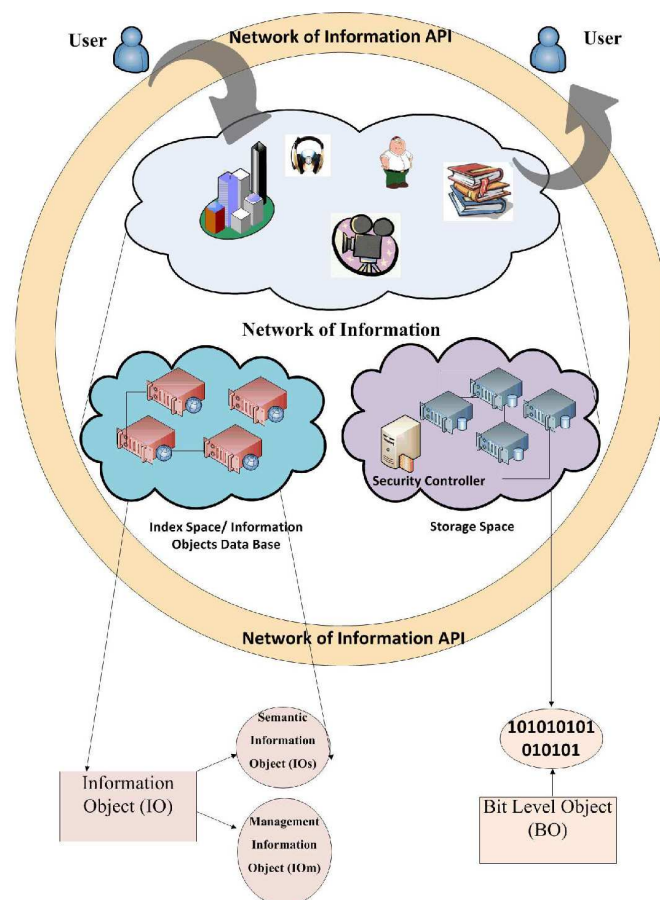 User
Network of Information API
User
Network of Information
Security Controller
Index Space/ Information
Objects Data Base
Storage Space
Network of Information API
Semantic
Information
Object (IOs)
101010101
010101
Information
Object (IO)
Management
Information
Object (IOm)
Bit Level Object
(BO)